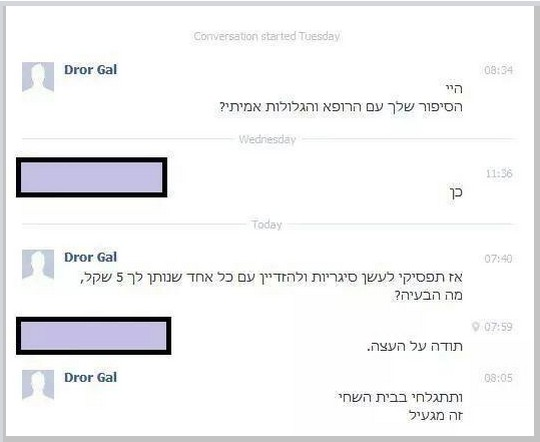 Conversation started Tuesday
Dror Gal
08:34
היי
הסיפור שלך עם הרופא והגלולות אמיתי?
Wednesday
11:36
כן
Today
Dror Gal
07:40
אז תפסיקי לעשן סיגריות ולהזדיין עם כל אחד שנותן לך 5 שקל,
מה הבעיה?
07:59
תודה על העצה.
Dror Gal
08:05
ותתגלחי בבית השחי
זה מגעיל